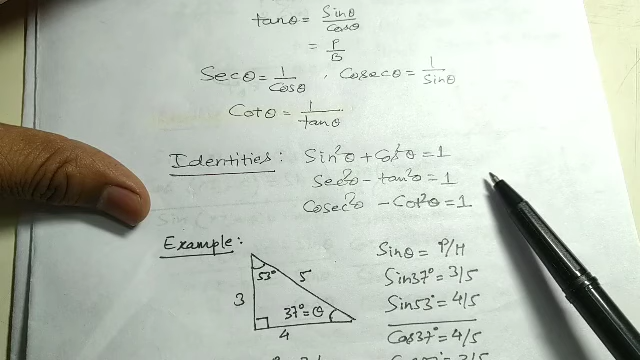 tanθ = Sinθ/Cosθ
= P/B
Secθ = 1/Cosθ , Cosecθ = 1/Sinθ
Cotθ = 1/tanθ
Identities: Sin²θ + Cos²θ = 1
Sec²θ - tan²θ = 1
Cosec²θ - Cot²θ = 1
Example:
53°
5
3
37° = θ
4
Sinθ = P/H
Sin37° = 3/5
Sin53° = 4/5
Cos37° = 4/5